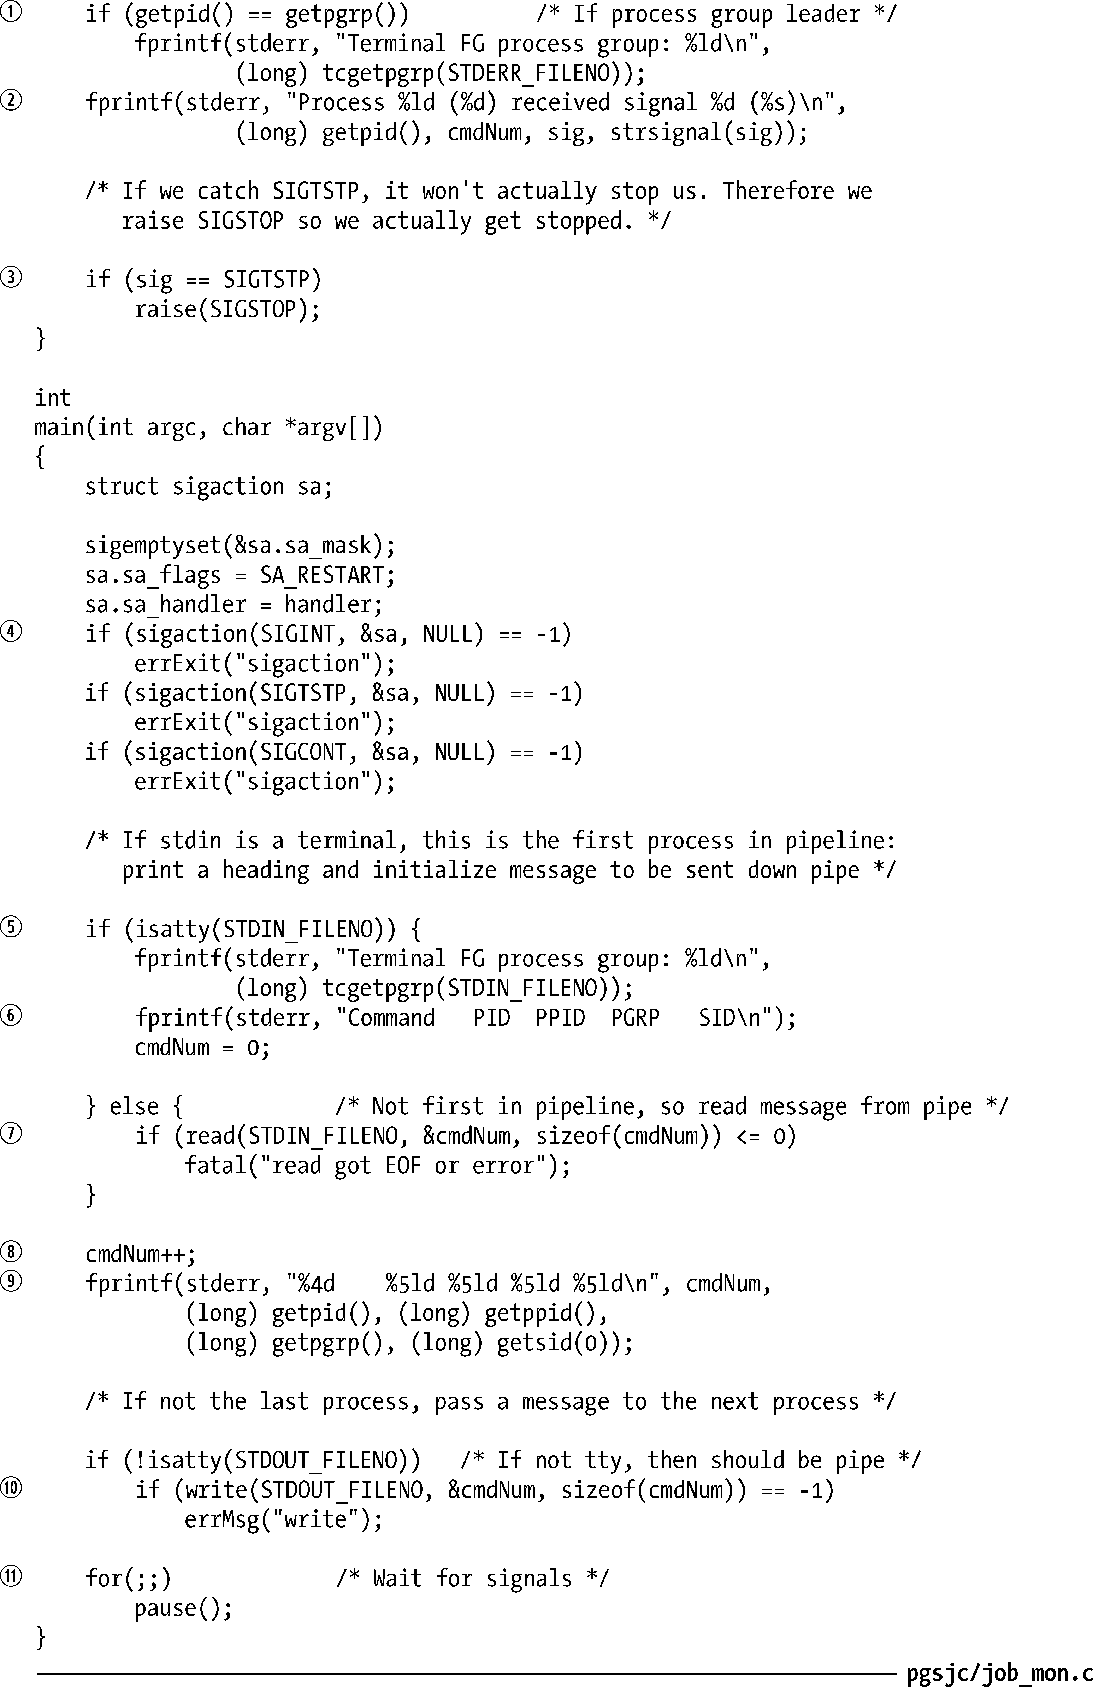 ① if (getpid() == getpgrp()) /* If process group leader */
fprintf(stderr, "Terminal FG process group: %ld\n",
(long) tcgetpgrp(STDERR_FILENO));
② fprintf(stderr, "Process %ld (%d) received signal %d (%s)\n",
(long) getpid(), cmdNum, sig, strsignal(sig));
/* If we catch SIGTSTP, it won't actually stop us. Therefore we
raise SIGSTOP so we actually get stopped. */
③ if (sig == SIGTSTP)
raise(SIGSTOP);
}
int
main(int argc, char *argv[])
{
struct sigaction sa;
sigemptyset(&sa.sa_mask);
sa.sa_flags = SA_RESTART;
sa.sa_handler = handler;
④ if (sigaction(SIGINT, &sa, NULL) == -1)
errExit("sigaction");
if (sigaction(SIGTSTP, &sa, NULL) == -1)
errExit("sigaction");
if (sigaction(SIGCONT, &sa, NULL) == -1)
errExit("sigaction");
/* If stdin is a terminal, this is the first process in pipeline:
print a heading and initialize message to be sent down pipe */
⑤ if (isatty(STDIN_FILENO)) {
fprintf(stderr, "Terminal FG process group: %ld\n",
(long) tcgetpgrp(STDIN_FILENO));
⑥ fprintf(stderr, "Command   PID  PPID  PGRP   SID\n");
cmdNum = 0;
} else { /* Not first in pipeline, so read message from pipe */
⑦ if (read(STDIN_FILENO, &cmdNum, sizeof(cmdNum)) <= 0)
fatal("read got EOF or error");
}
⑧ cmdNum++;
⑨ fprintf(stderr, "%4d    %5ld %5ld %5ld %5ld\n", cmdNum,
(long) getpid(), (long) getppid(),
(long) getpgrp(), (long) getsid(0));
/* If not the last process, pass a message to the next process */
if (!isatty(STDOUT_FILENO)) /* If not tty, then should be pipe */
⑩ if (write(STDOUT_FILENO, &cmdNum, sizeof(cmdNum)) == -1)
errMsg("write");
⑪ for(;;) /* Wait for signals */
pause();
}
pgsjc/job_mon.c